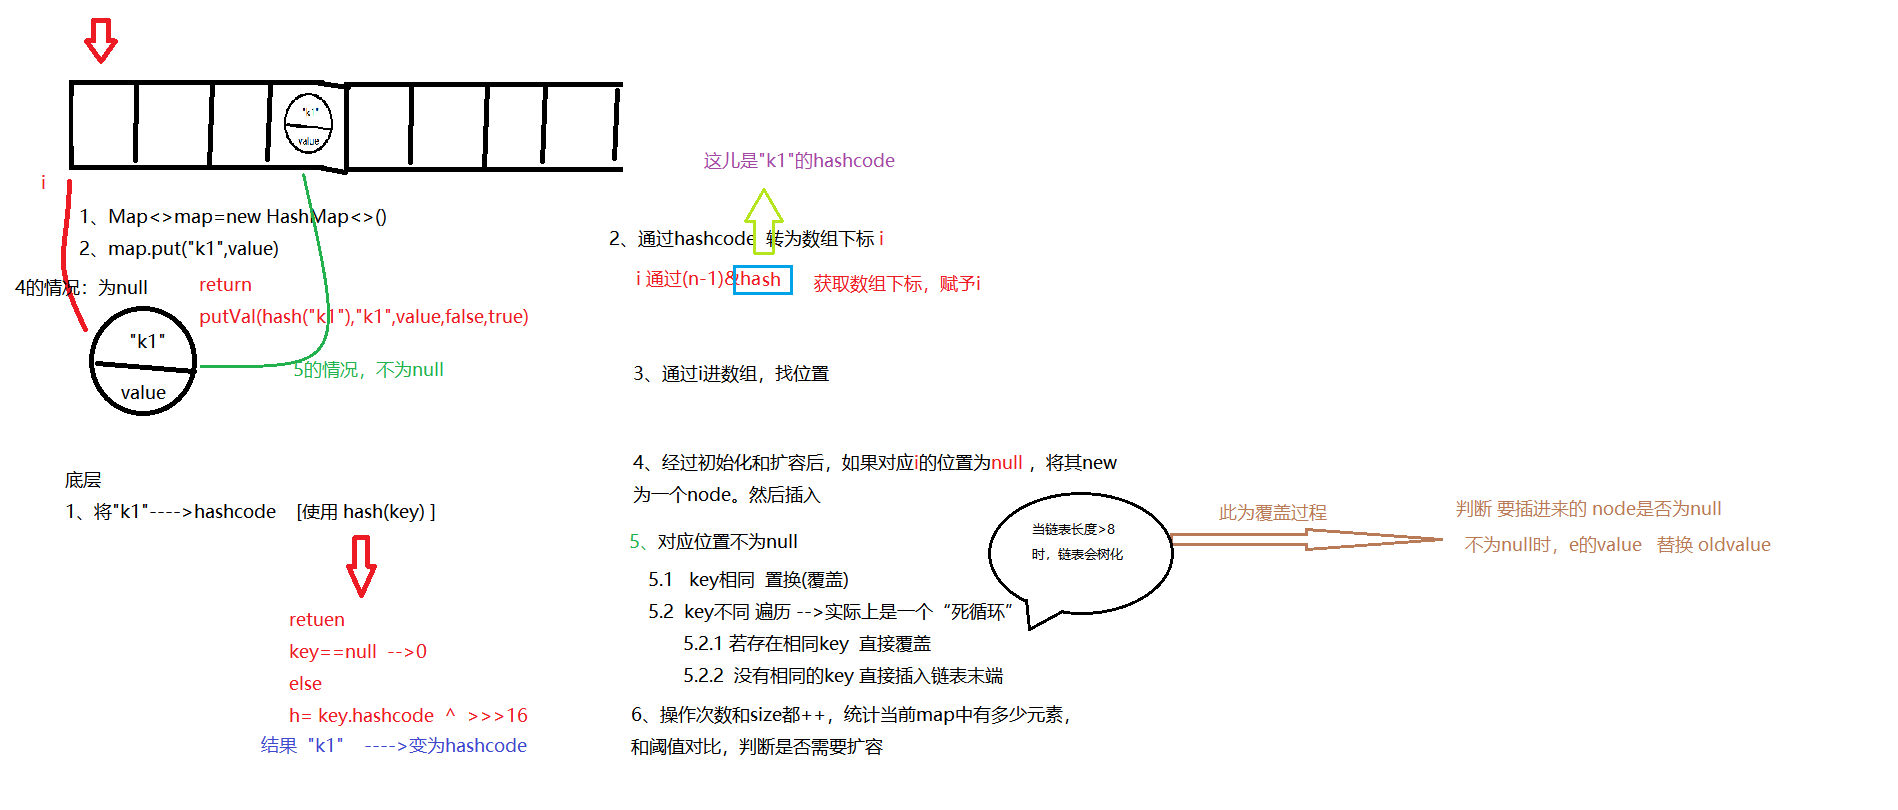 "k1"
value
i
1、Map<>map=new HashMap<>()
2、map.put("k1",value)
4的情况：为null
return
putVal(hash("k1"),"k1",value,false,true)
"k1"
value
5的情况，不为null
底层
1、将"k1"---->hashcode [使用 hash(key) ]
retuen
key==null -->0
else
h= key.hashcode ^ >>>16
结果 "k1" ---->变为hashcode
这儿是"k1"的hashcode
2、通过hashcode 转为数组下标 i
i 通过(n-1)&hash 获取数组下标，赋予i
3、通过i进数组，找位置
4、经过初始化和扩容后，如果对应i的位置为null ，将其new
为一个node。然后插入
5、对应位置不为null
5.1 key相同 置换(覆盖)
5.2 key不同 遍历 -->实际上是一个“死循环”
5.2.1 若存在相同key 直接覆盖
5.2.2 没有相同的key 直接插入链表末端
6、操作次数和size都++，统计当前map中有多少元素，
和阈值对比，判断是否需要扩容
当链表长度>8
时，链表会树化
此为覆盖过程
判断 要插进来的 node是否为null
不为null时，e的value 替换 oldvalue